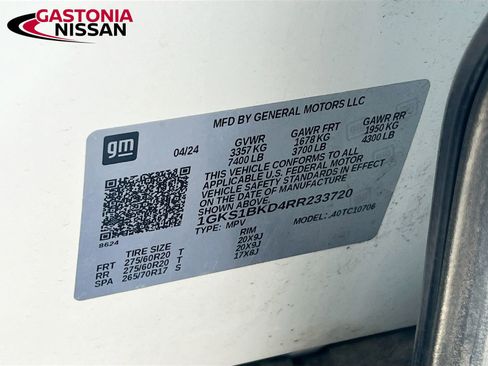 GASTONIA
NISSAN
MFD BY GENERAL MOTORS LLC
gm
04/24 GVWR GAWR FRT GAWR RR
3357 KG 1678 KG 1950 KG
7400 LB 3700 LB 4300 LB
THIS VEHICLE CONFORMS TO ALL
APPLICABLE U.S. FEDERAL MOTOR
VEHICLE SAFETY STANDARDS IN EFFECT
ON THE DATE OF MANUFACTURE
SHOWN ABOVE.
1GKS1BKD4RR233720
TYPE: MPV MODEL: .40TC10706
8624
TIRE SIZE RIM
FRT 275/60R20 T 20X9J
RR 275/60R20 T 20X9J
SPA 265/70R17 S 17X8J